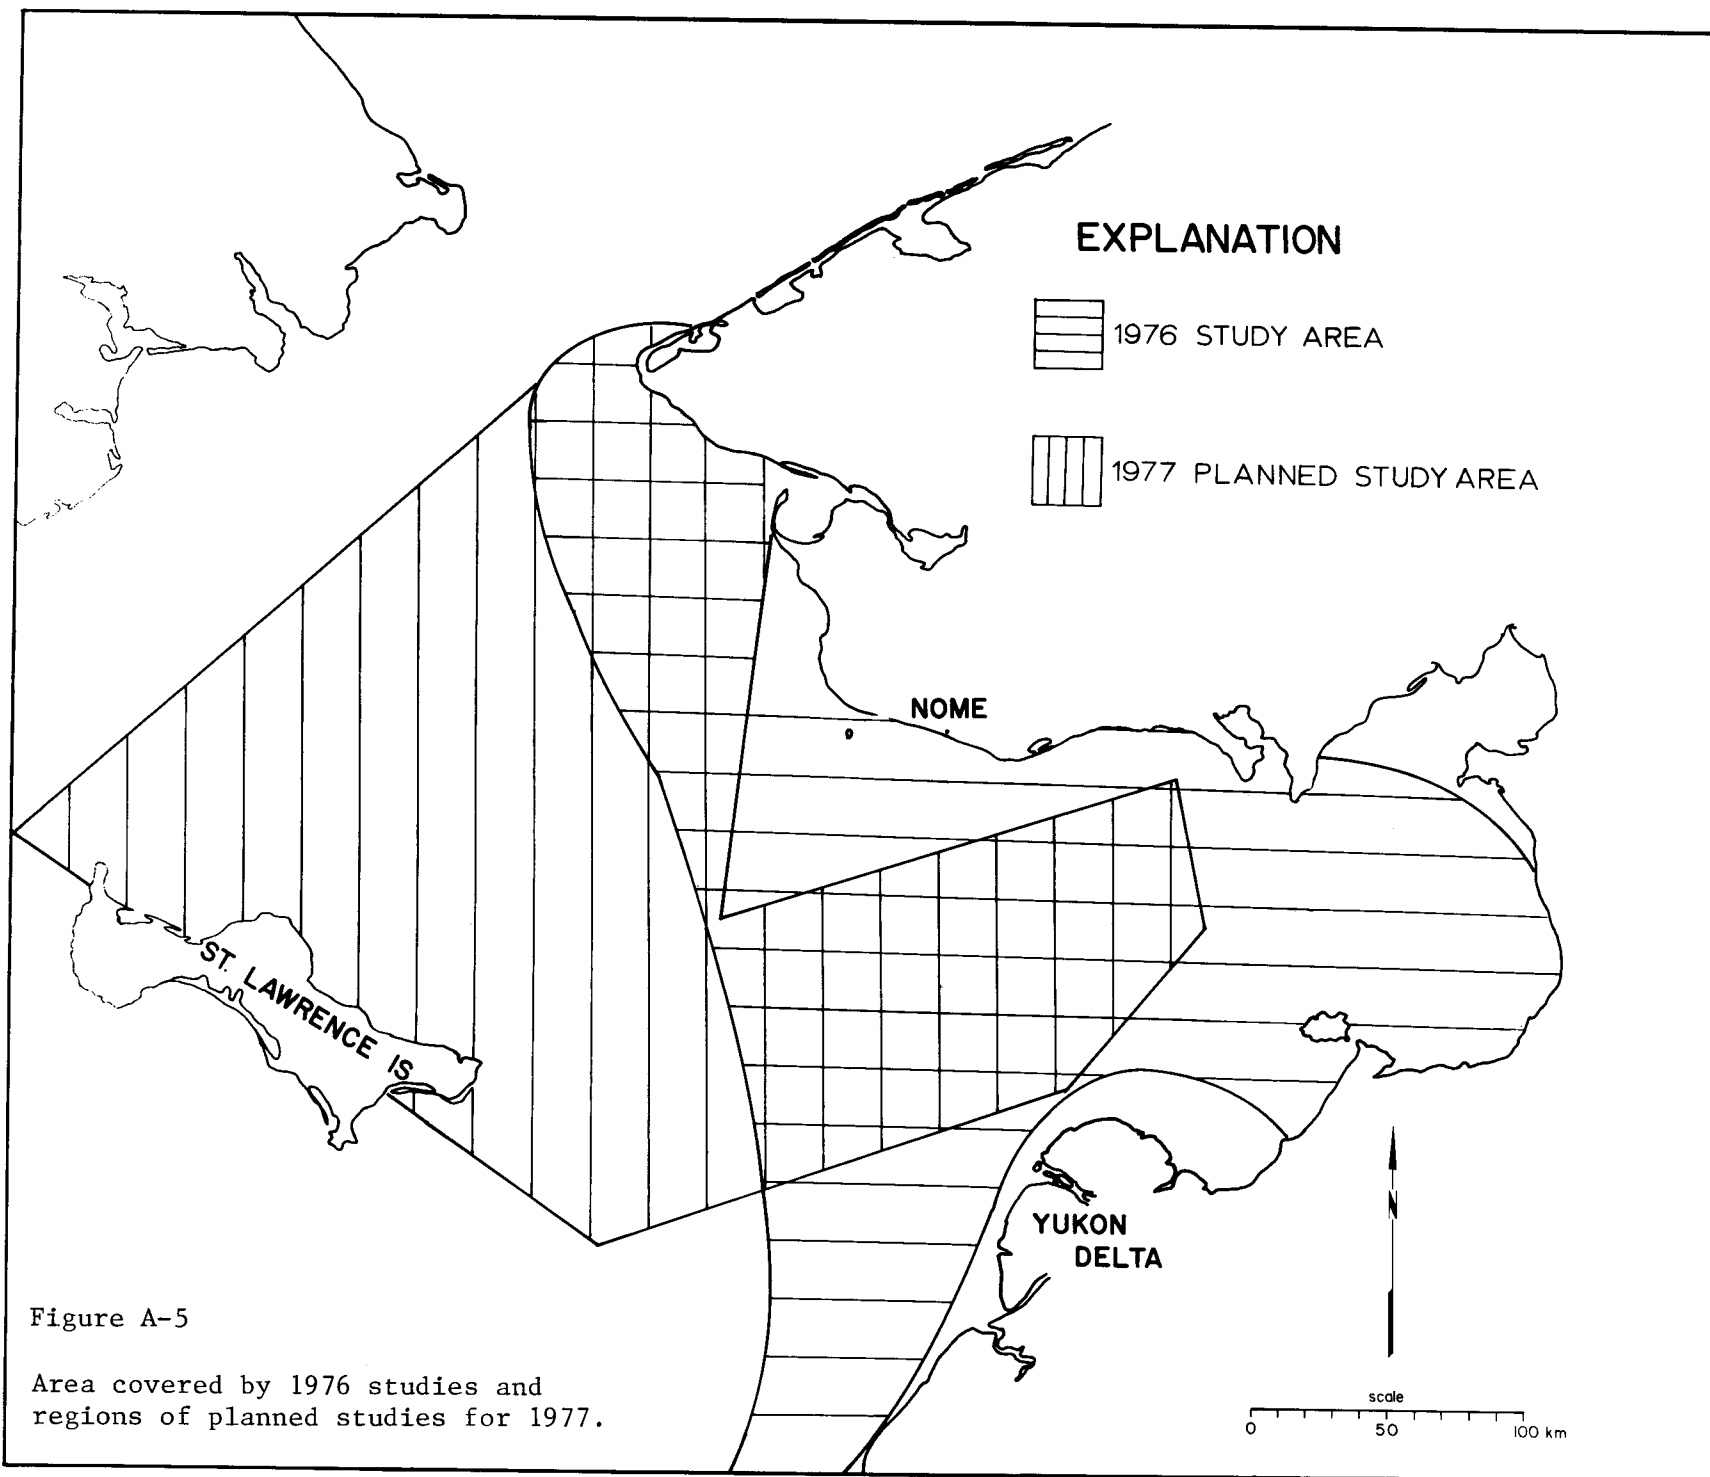 EXPLANATION
1976 STUDY AREA
1977 PLANNED STUDY AREA
NOME
ST. LAWRENCE IS
YUKON
DELTA
N
Figure A-5
Area covered by 1976 studies and
regions of planned studies for 1977.
scale
0 50 100 km